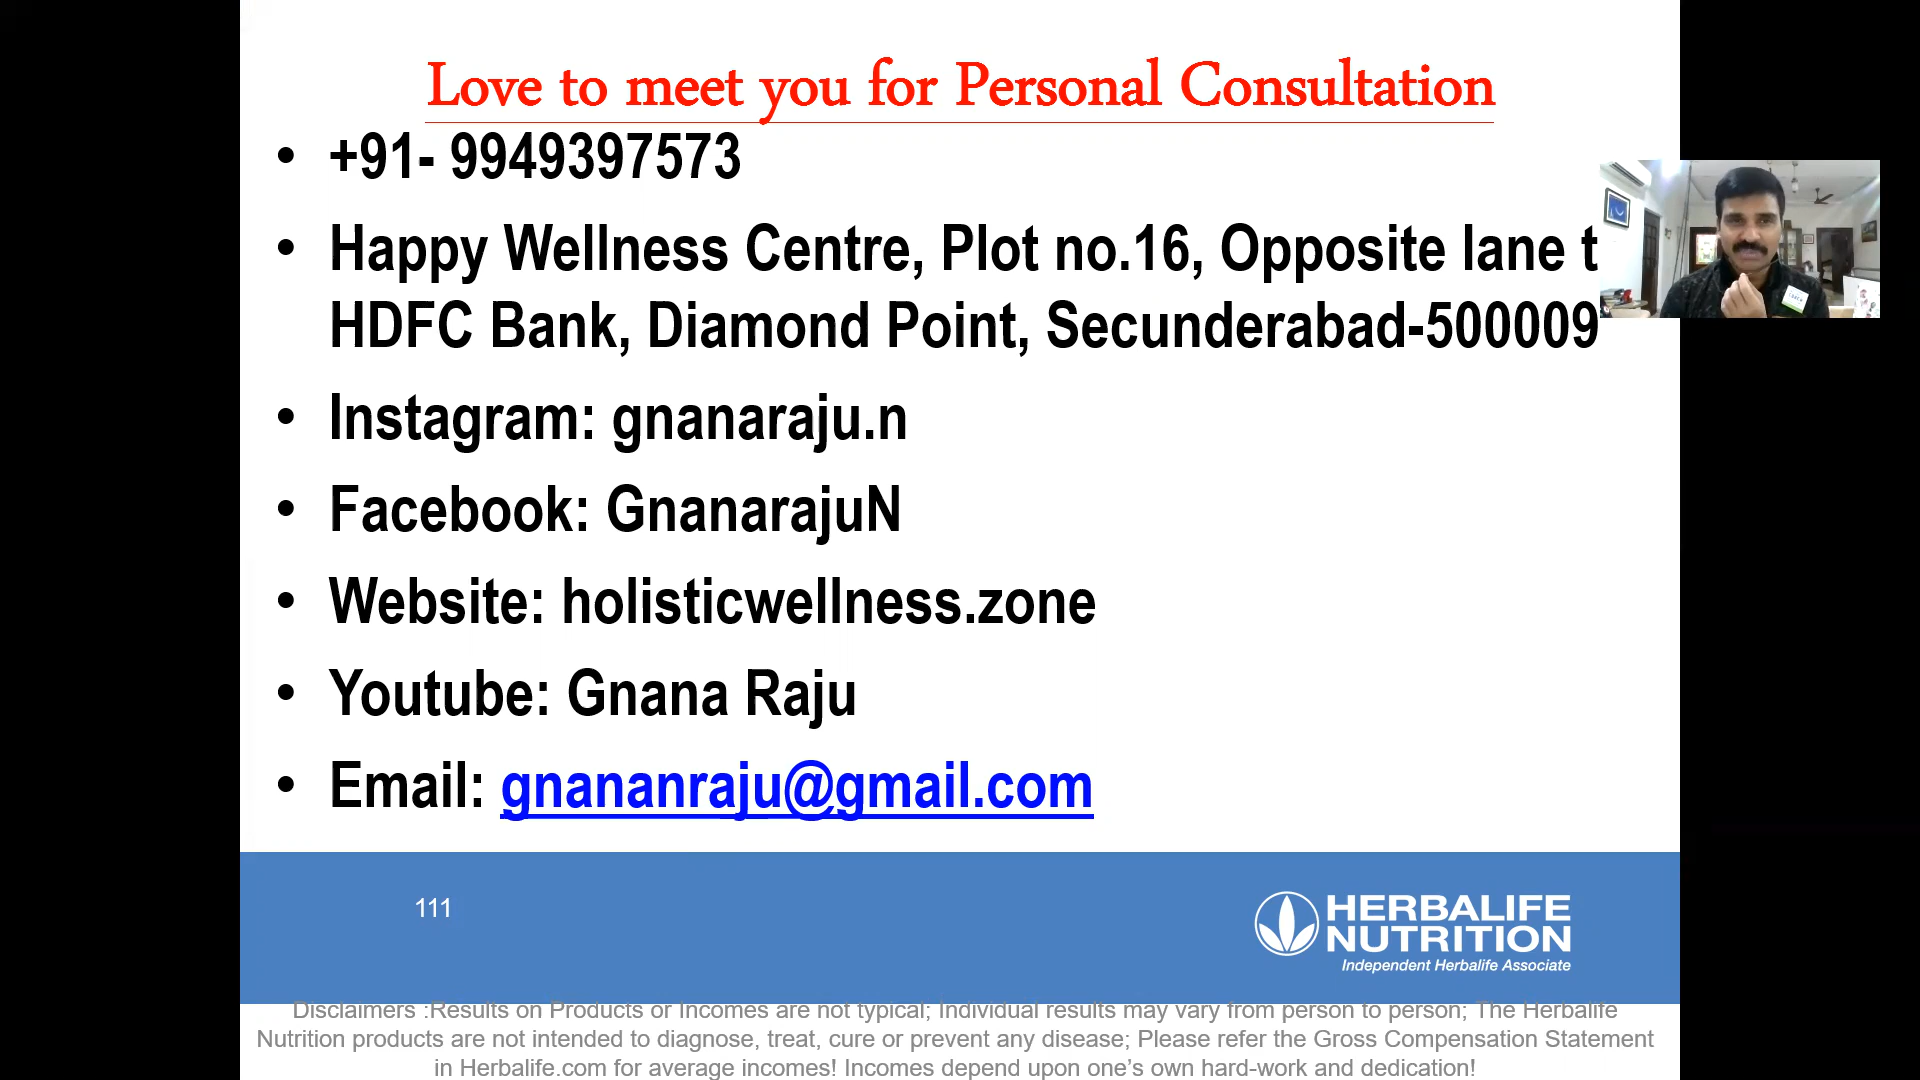 Love to meet you for Personal Consultation
• +91- 9949397573
• Happy Wellness Centre, Plot no.16, Opposite lane t
HDFC Bank, Diamond Point, Secunderabad-500009
• Instagram: gnanaraju.n
• Facebook: GnanarajuN
• Website: holisticwellness.zone
• Youtube: Gnana Raju
• Email: gnananraju@gmail.com
111
HERBALIFE
NUTRITION
Independent Herbalife Associate
Disclaimers :Results on Products or Incomes are not typical; Individual results may vary from person to person; The Herbalife
Nutrition products are not intended to diagnose, treat, cure or prevent any disease; Please refer the Gross Compensation Statement
in Herbalife.com for average incomes! Incomes depend upon one’s own hard-work and dedication!